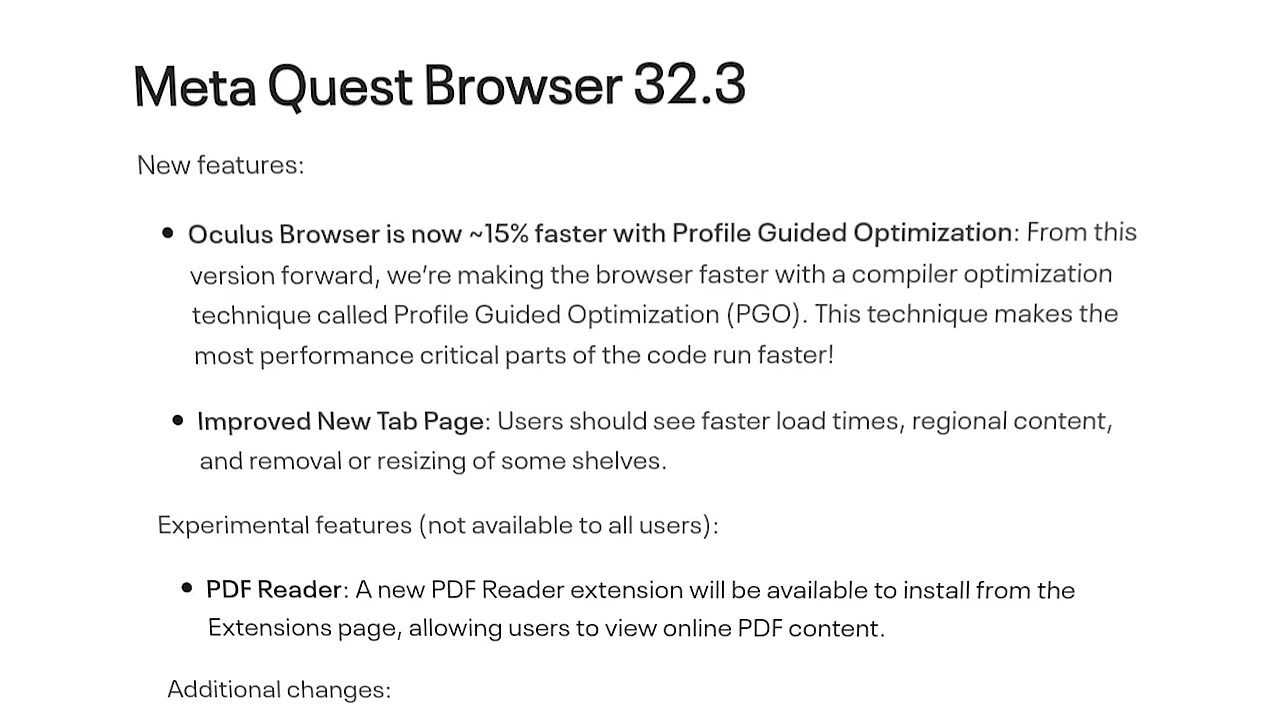 Meta Quest Browser 32.3
New features:
• Oculus Browser is now ~15% faster with Profile Guided Optimization: From this
version forward, we're making the browser faster with a compiler optimization
technique called Profile Guided Optimization (PGO). This technique makes the
most performance critical parts of the code run faster!
• Improved New Tab Page: Users should see faster load times, regional content,
and removal or resizing of some shelves.
Experimental features (not available to all users):
• PDF Reader: A new PDF Reader extension will be available to install from the
Extensions page, allowing users to view online PDF content.
Additional changes: